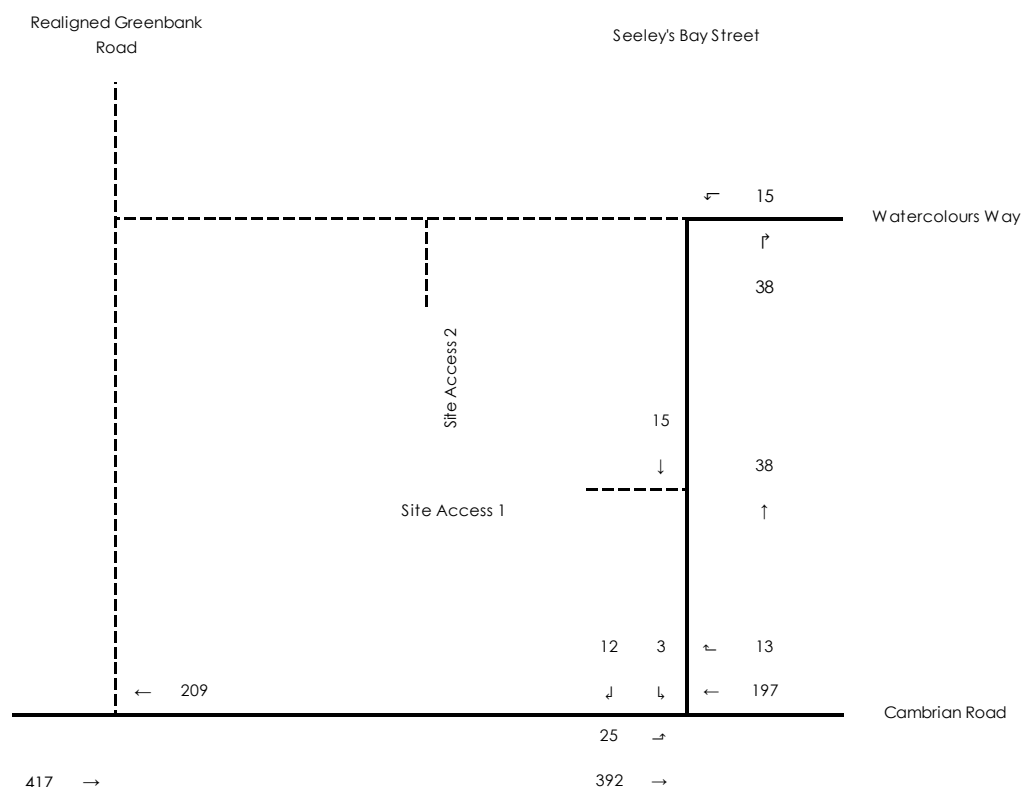 Realigned Greenbank
Road
Seeley's Bay Street
15
Watercolours Way
38
Site Access 2
15
38
Site Access 1
12 3 13
209 197
Cambrian Road
25
417 392